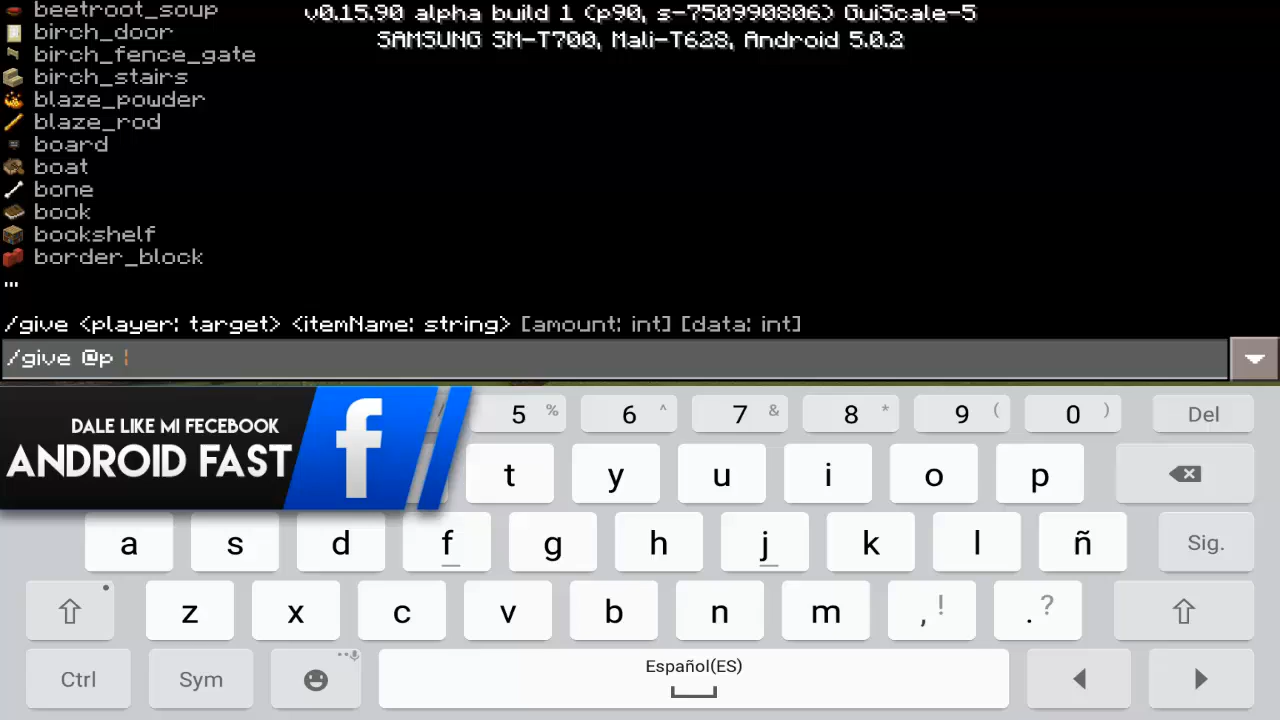 beetroot_soup
v0.15.90 alpha build 1 (p90, s-750990806) GuiScale-5
birch_door
SAMSUNG SM-T700, Mali-T628, Android 5.0.2
birch_fence_gate
birch_stairs
blaze_powder
blaze_rod
board
boat
bone
book
bookshelf
border_block
...
/give <player: target> <itemName: string> [amount: int] [data: int]
/give @p
DALE LIKE MI FECEBOOK
ANDROID FAST
f
/ 5 % 6 ^ 7 & 8 * 9 ( 0 ) Del
t y u i o p
a s d f g h j k l ñ Sig.
z x c v b n m , ! . ?
Ctrl Sym Español(ES)